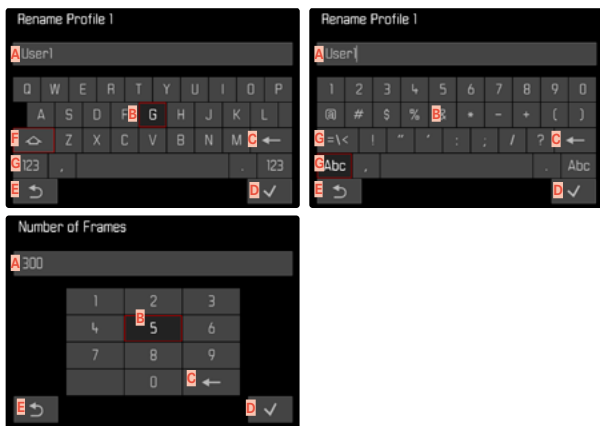 Rename Profile 1
A User1
Q W E R T Y U I O P
A S D F B G H J K L
F Z X C V B N M C ←
G 123 , . 123
E D ✓
Rename Profile 1
A User1
1 2 3 4 5 6 7 8 9 0
@ # $ % B & * - + ( )
G =\< ! " ' : ; / ? C ←
G Abc , . Abc
E D ✓
Number of Frames
A 300
1 2 3
4 B 5 6
7 8 9
0 C ←
E D ✓